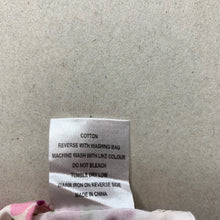 COTTON
REVERSE WITH WASHING BAG
MACHINE WASH WITH LIKE COLOUR
DO NOT BLEACH
TUMBLE DRY LOW
WARM IRON ON REVERSE SIDE
MADE IN CHINA